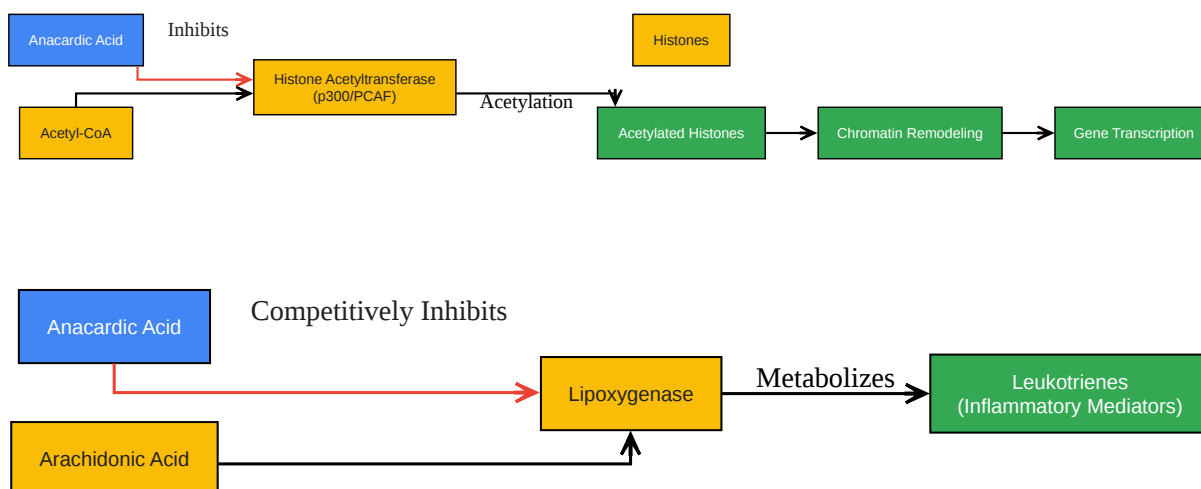 Anacardic Acid
Inhibits
Histones
Histone Acetyltransferase
(p300/PCAF)
Acetylation
Acetyl-CoA
Acetylated Histones
Chromatin Remodeling
Gene Transcription
Anacardic Acid
Competitively Inhibits
Lipoxygenase
Metabolizes
Leukotrienes
(Inflammatory Mediators)
Arachidonic Acid